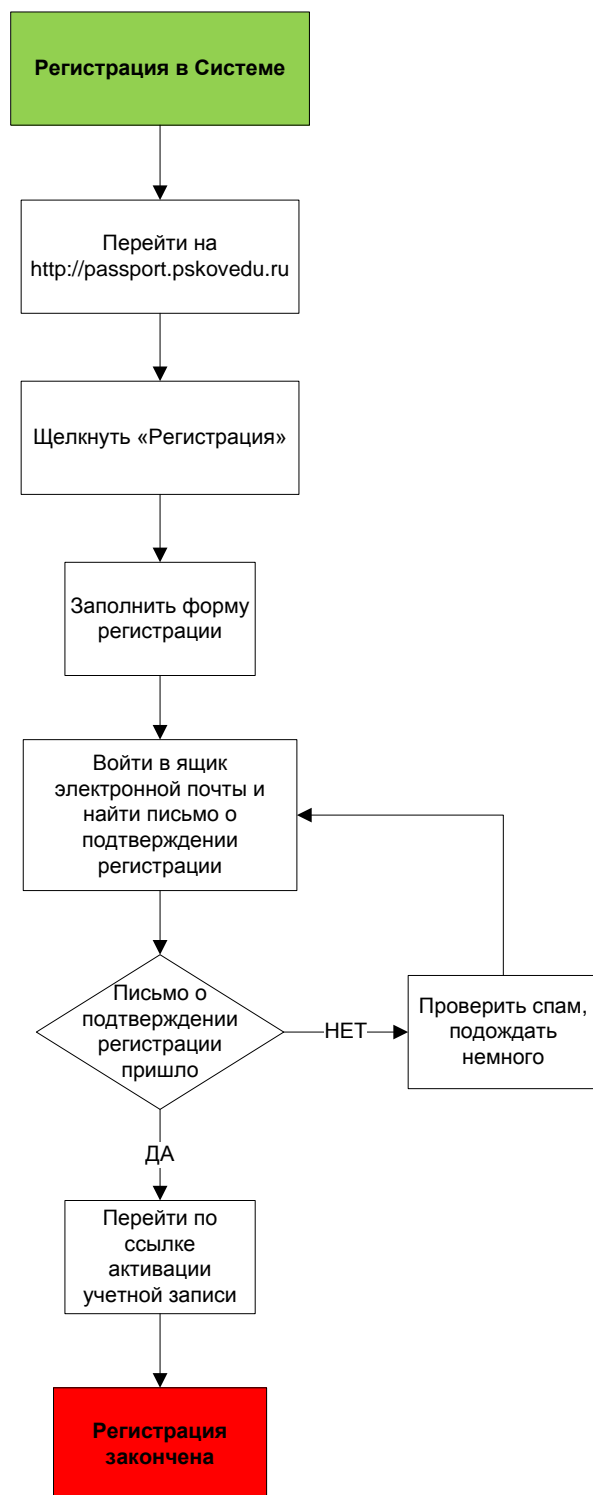 Регистрация в Системе
Перейти на
http://passport.pskovedu.ru
Щелкнуть «Регистрация»
Заполнить форму
регистрации
Войти в ящик
электронной почты и
найти письмо о
подтверждении
регистрации
Письмо о
подтверждении
регистрации
пришло
НЕТ
Проверить спам,
подождать
немного
ДА
Перейти по
ссылке
активации
учетной записи
Регистрация
закончена